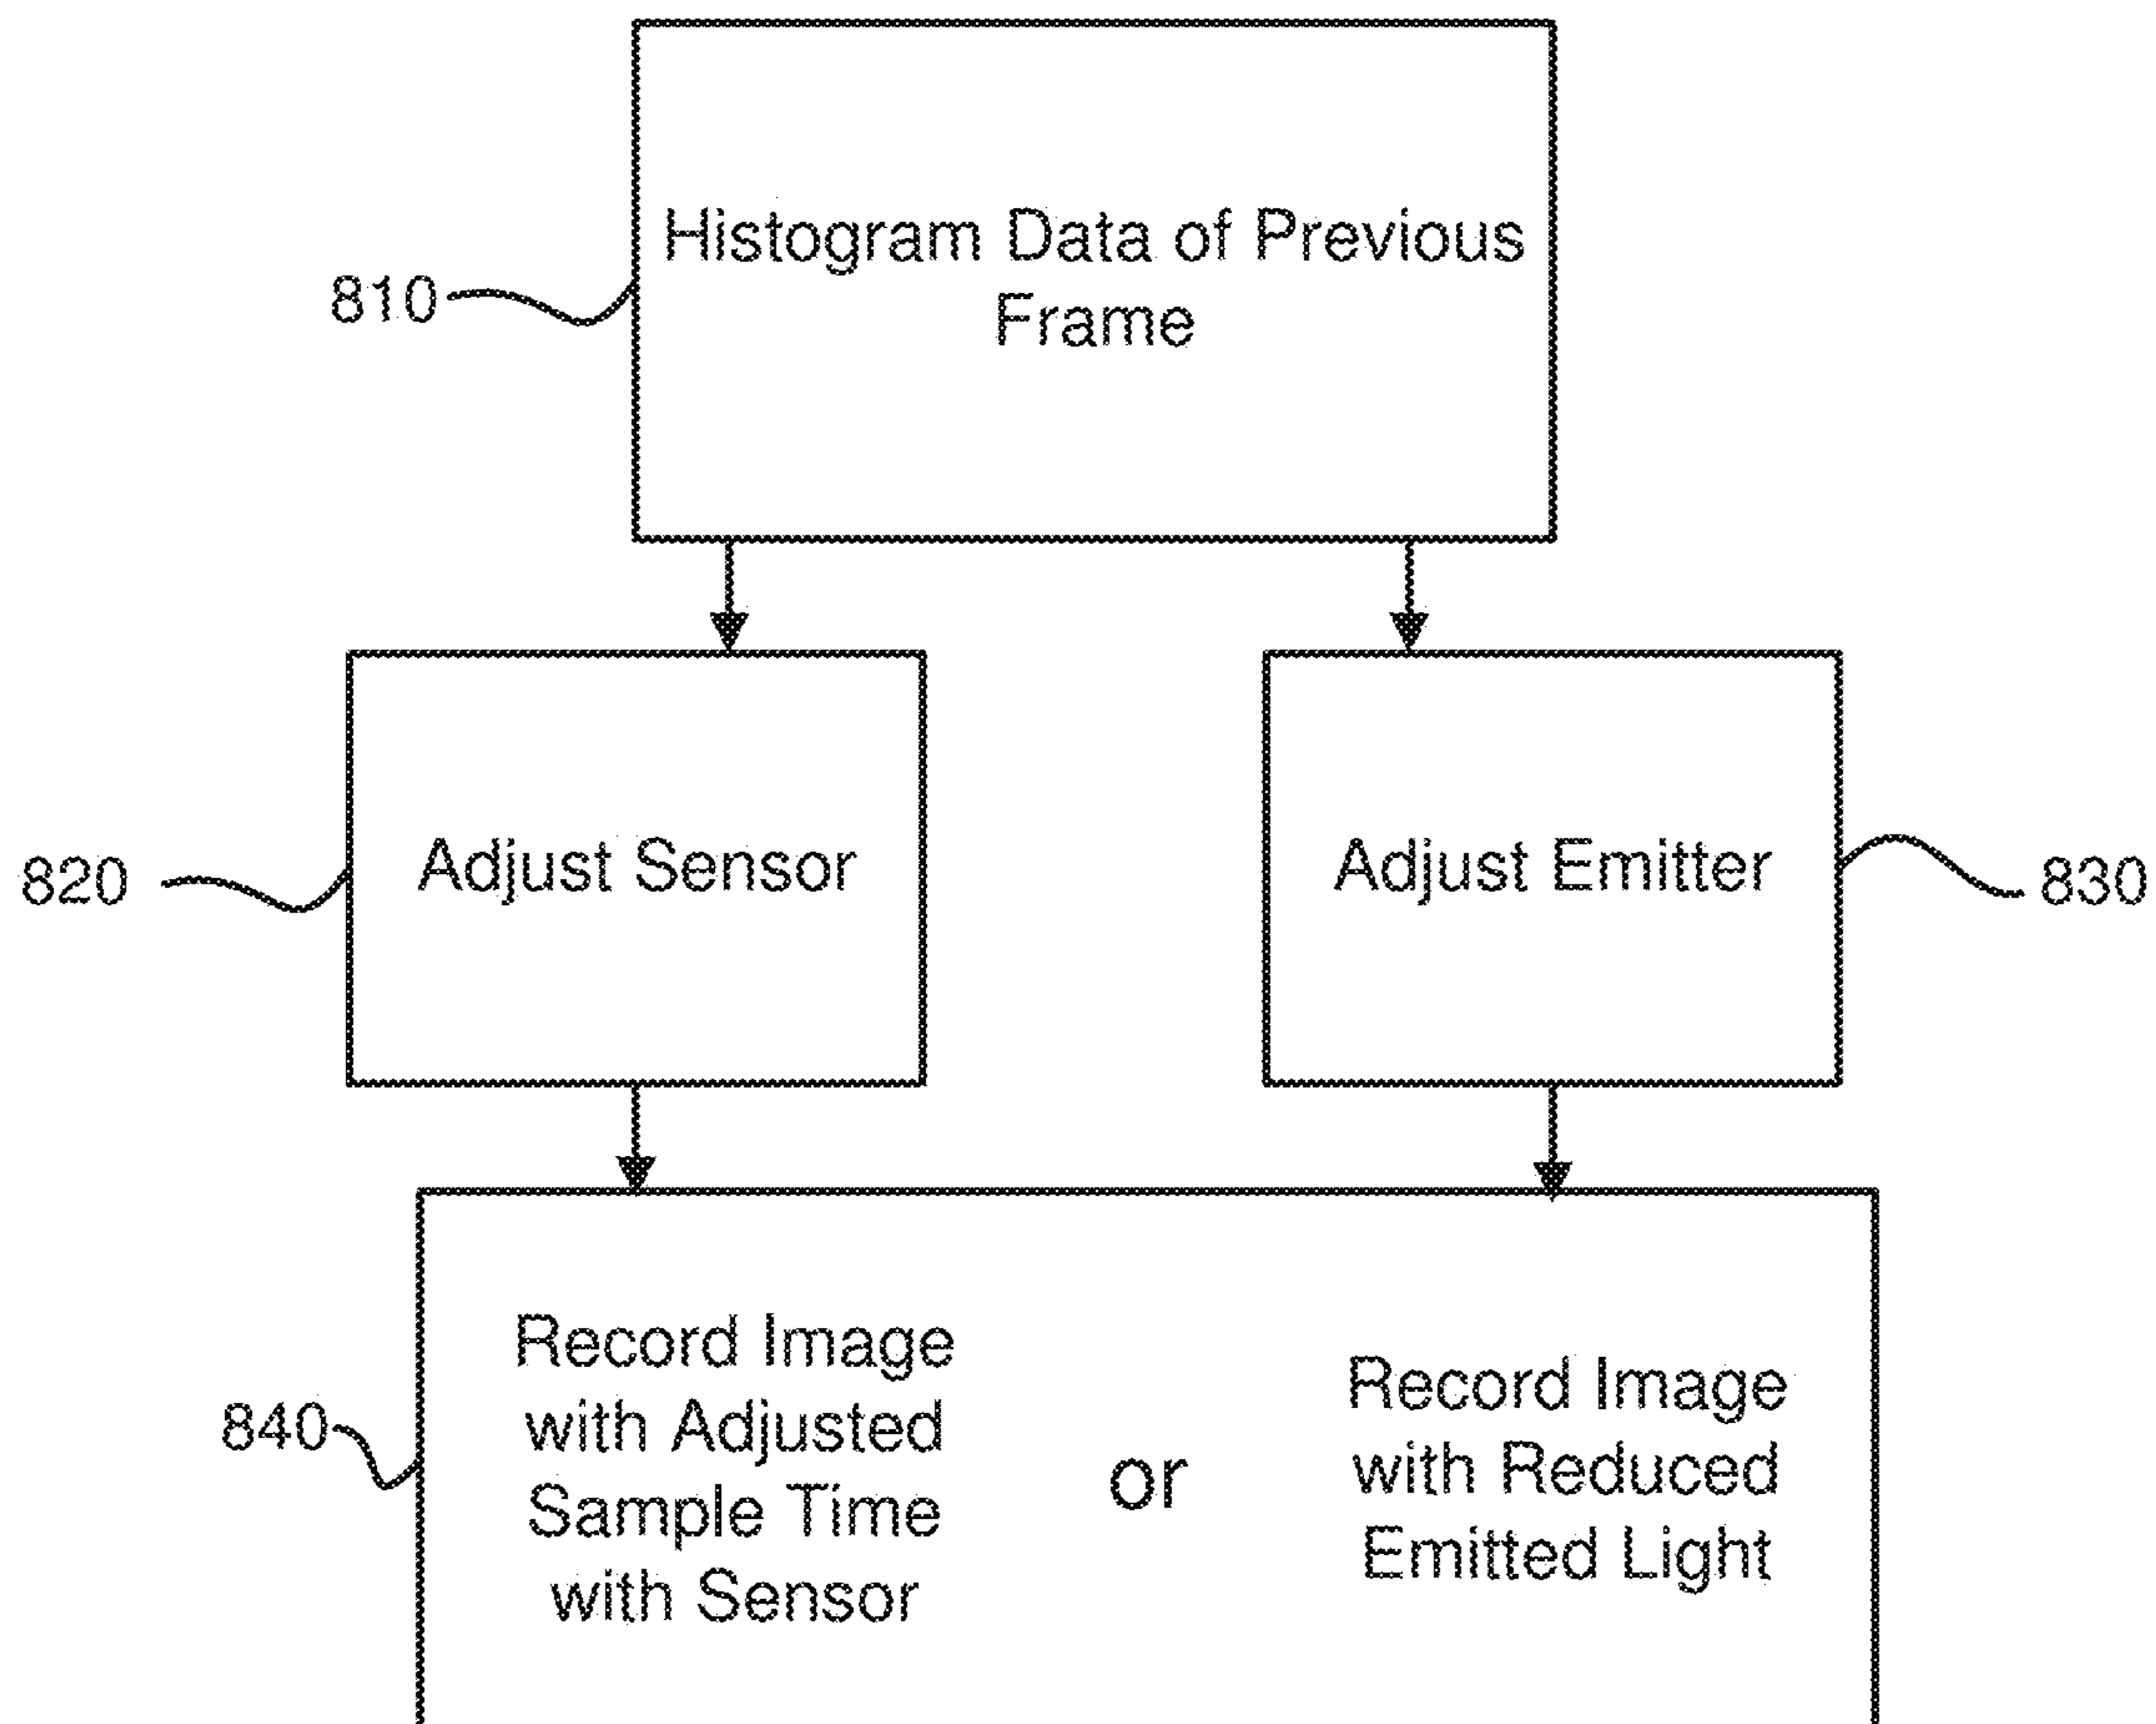 Histogram Data of Previous
Frame
810
Adjust Sensor
820
Adjust Emitter
830
840
Record Image
with Adjusted
Sample Time
with Sensor
or
Record Image
with Reduced
Emitted Light